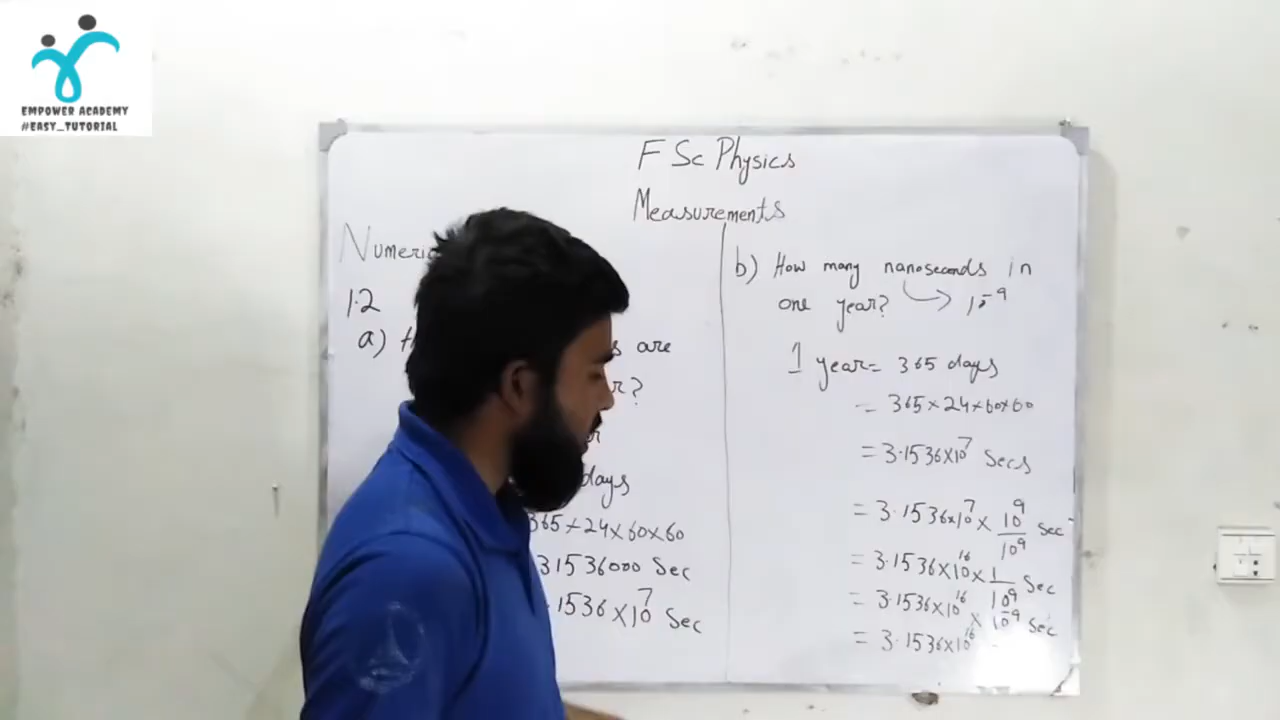 EMPOWER ACADEMY
#EASY_TUTORIAL
F Sc Physics
Measurements
1.2
a)
are
days
365 × 24 × 60 × 60
31536000 Sec
.1536 × 10⁷ Sec
b) How many nanoseconds in
one year? → 10⁻⁹
1 year = 365 days
= 365 × 24 × 60 × 60
= 3.1536 × 10⁷ Secs
= 3.1536 × 10⁷ × 10⁹/10⁹ Sec
= 3.1536 × 10¹⁶ × 1/10⁹ Sec
= 3.1536 × 10¹⁶ × 10⁻⁹ Sec
= 3.1536 × 10¹⁶